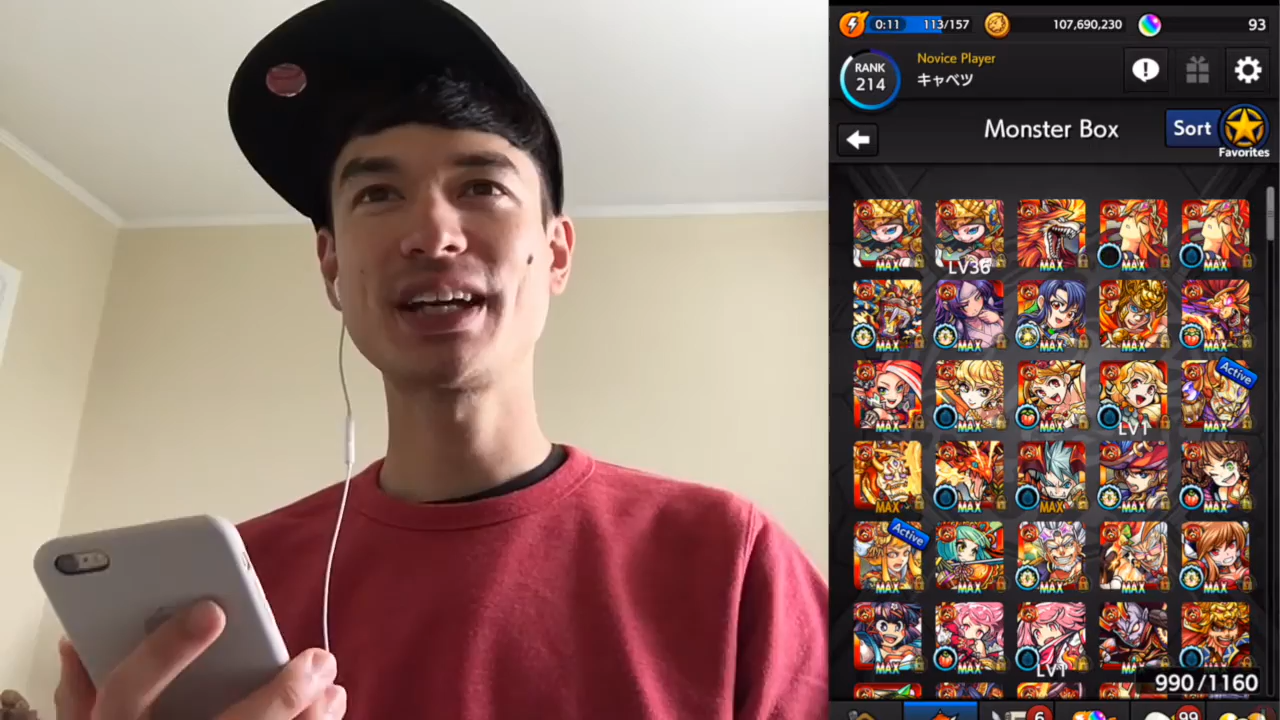 0:11 113/157 107,690,230 93
RANK
214
Novice Player
キャベツ
Monster Box
Sort
Favorites
MAX LV36 MAX MAX MAX
MAX MAX MAX MAX MAX
Active
MAX MAX MAX LV1 MAX
MAX MAX MAX MAX MAX
Active
MAX MAX MAX MAX MAX
MAX MAX LV1 MAX
990/1160
6 99